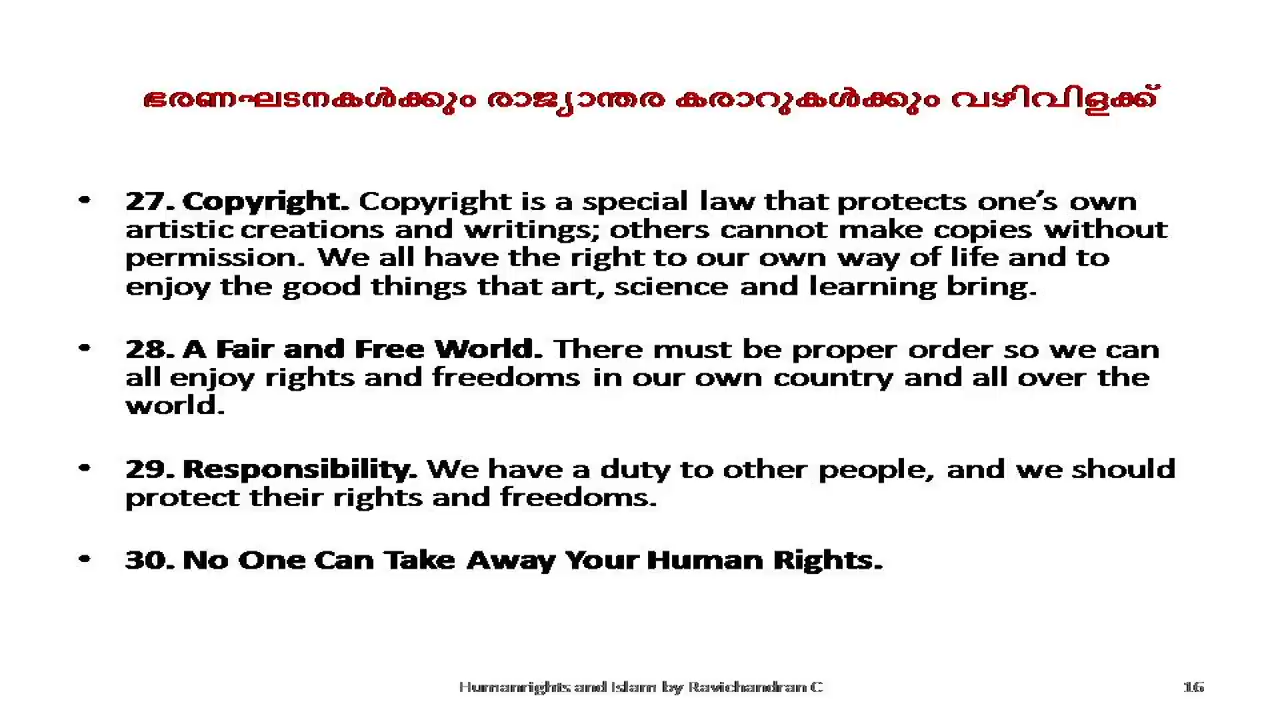 ഭരണഘടനകൾക്കും രാജ്യാന്തര കരാറുകൾക്കും വഴിവിളക്ക്
• 27. Copyright. Copyright is a special law that protects one’s own
artistic creations and writings; others cannot make copies without
permission. We all have the right to our own way of life and to
enjoy the good things that art, science and learning bring.
• 28. A Fair and Free World. There must be proper order so we can
all enjoy rights and freedoms in our own country and all over the
world.
• 29. Responsibility. We have a duty to other people, and we should
protect their rights and freedoms.
• 30. No One Can Take Away Your Human Rights.
Humanrights and Islam by Ravichandran C
16